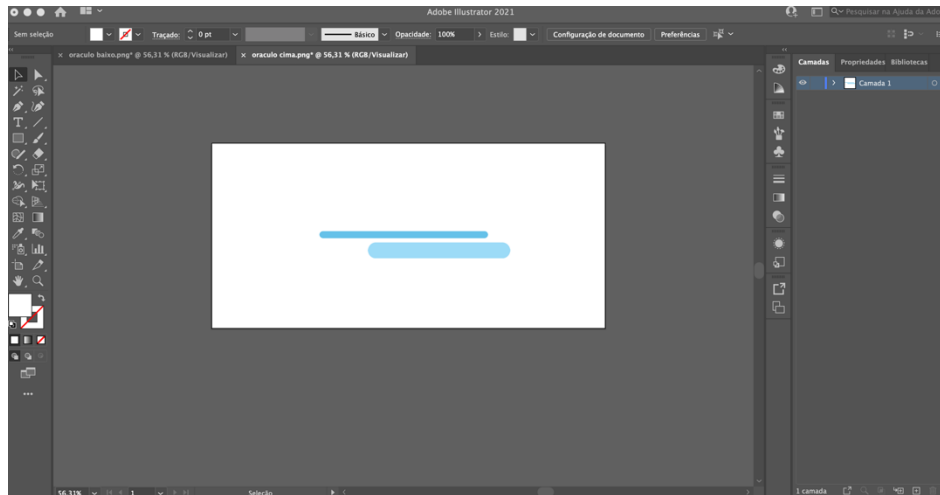 Adobe Illustrator 2021
Pesquisar na Ajuda da Ado
Sem seleção
Traçado:
0 pt
Básico
Opacidade:
100%
Estilo:
Configuração de documento
Preferências
× oraculo baixo.png* @ 56,31 % (RGB/Visualizar)
× oraculo cima.png* @ 56,31 % (RGB/Visualizar)
Camadas
Propriedades
Bibliotecas
Camada 1
56,31%
1
Seleção
1 camada